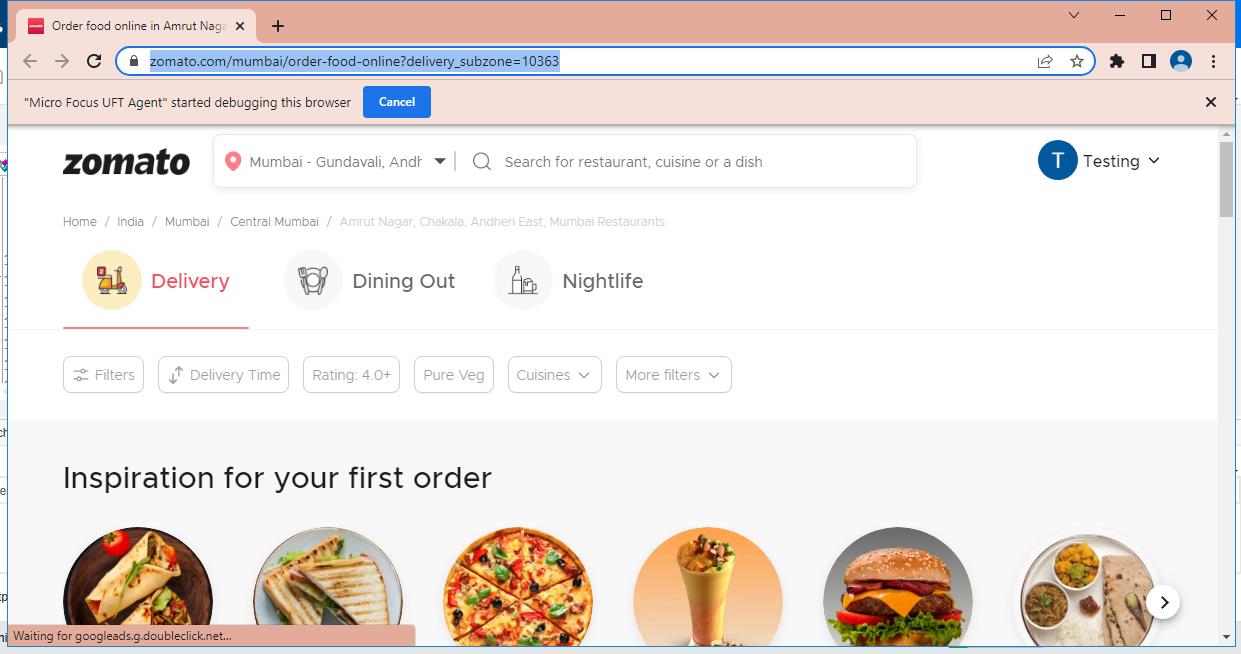 Order food online in Amrut Naga
zomato.com/mumbai/order-food-online?delivery_subzone=10363
"Micro Focus UFT Agent" started debugging this browser Cancel
zomato
Mumbai - Gundavali, Andh
Search for restaurant, cuisine or a dish
T Testing
Home / India / Mumbai / Central Mumbai / Amrut Nagar, Chakala, Andheri East, Mumbai Restaurants
Delivery Dining Out Nightlife
Filters Delivery Time Rating: 4.0+ Pure Veg Cuisines More filters
Inspiration for your first order
Waiting for googleads.g.doubleclick.net...